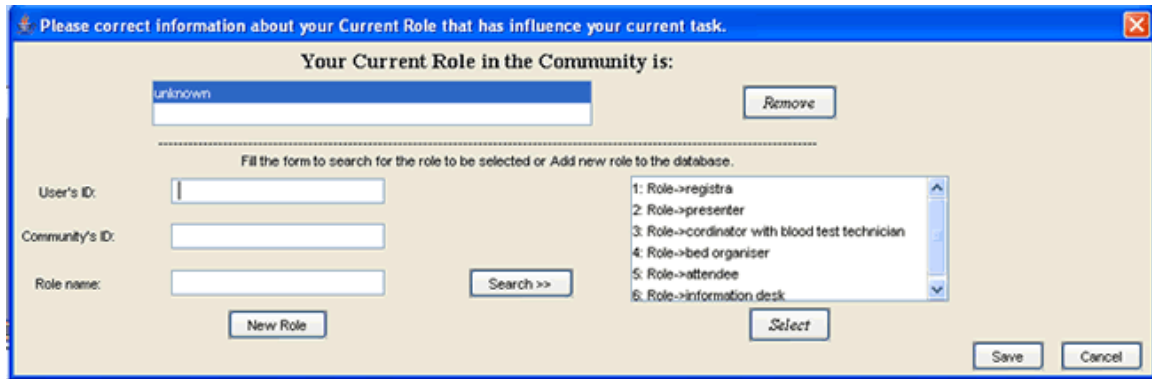 Please correct information about your Current Role that has influence your current task.
Your Current Role in the Community is:
unknown
Remove
Fill the form to search for the role to be selected or Add new role to the database.
User's ID:
Community's ID:
Role name:
Search >>
New Role
1: Role->registra
2: Role->presenter
3: Role->cordinator with blood test technician
4: Role->bed organiser
5: Role->attendee
6: Role->information desk
Select
Save
Cancel